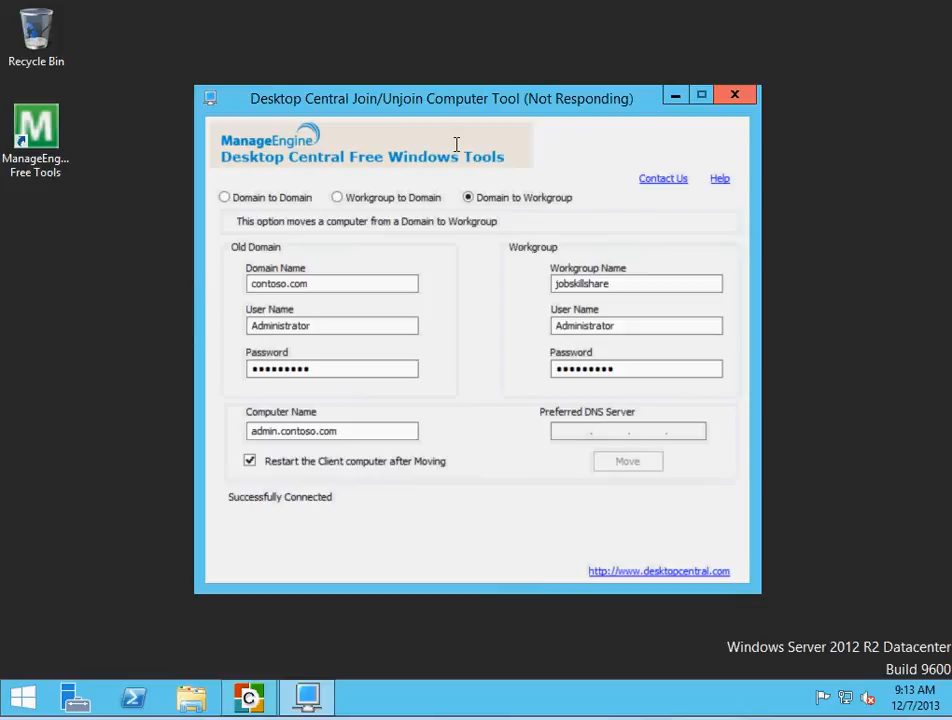 Recycle Bin
ManageEng...
Free Tools
Desktop Central Join/Unjoin Computer Tool (Not Responding)
ManageEngine
Desktop Central Free Windows Tools
Contact Us Help
Domain to Domain Workgroup to Domain Domain to Workgroup
This option moves a computer from a Domain to Workgroup
Old Domain
Domain Name
contoso.com
User Name
Administrator
Password
•••••••••
Workgroup
Workgroup Name
jobskillshare
User Name
Administrator
Password
•••••••••
Computer Name
admin.contoso.com
Preferred DNS Server
. . .
Restart the Client computer after Moving
Move
Successfully Connected
http://www.desktopcentral.com
Windows Server 2012 R2 Datacenter
Build 9600
9:13 AM
12/7/2013